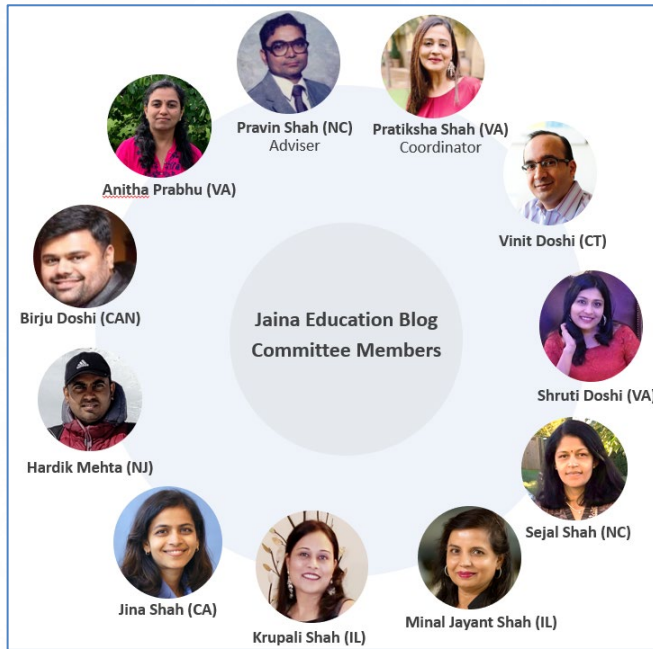 Pravin Shah (NC)
Adviser
Pratiksha Shah (VA)
Coordinator
Anitha Prabhu (VA)
Vinit Doshi (CT)
Birju Doshi (CAN)
Jaina Education Blog
Committee Members
Shruti Doshi (VA)
Hardik Mehta (NJ)
Sejal Shah (NC)
Jina Shah (CA)
Krupali Shah (IL)
Minal Jayant Shah (IL)